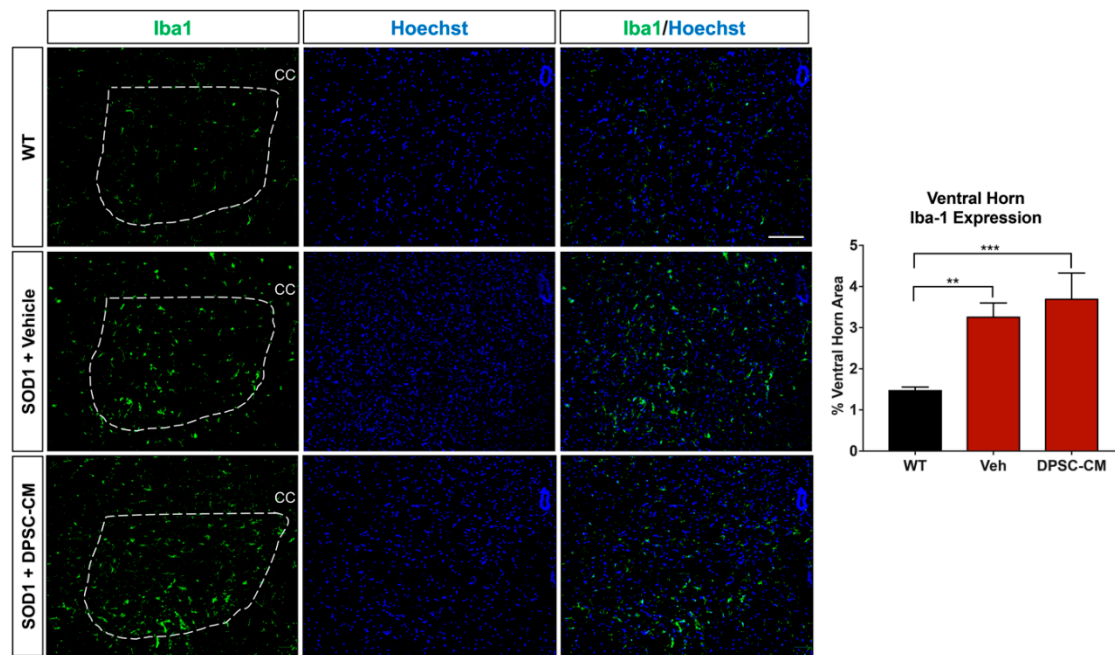 Iba1
Hoechst
Iba1/Hoechst
WT
CC
SOD1 + Vehicle
CC
SOD1 + DPSC-CM
CC
Ventral Horn
Iba-1 Expression
% Ventral Horn Area
5
4
3
2
1
0
***
**
WT
Veh
DPSC-CM